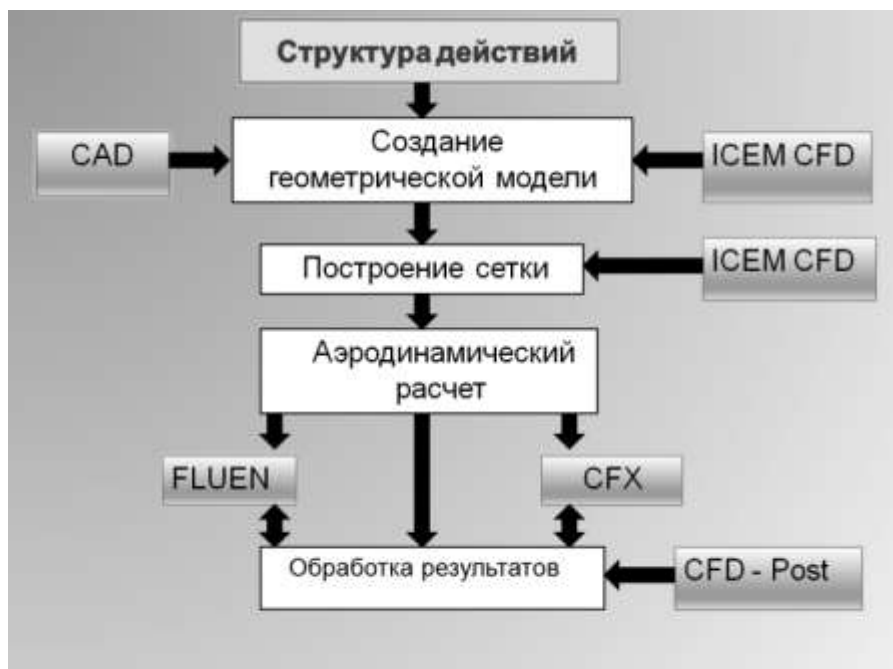 Структура действий
CAD
Создание
геометрической модели
ICEM CFD
Построение сетки
ICEM CFD
Аэродинамический
расчет
FLUEN
CFX
Обработка результатов
CFD - Post